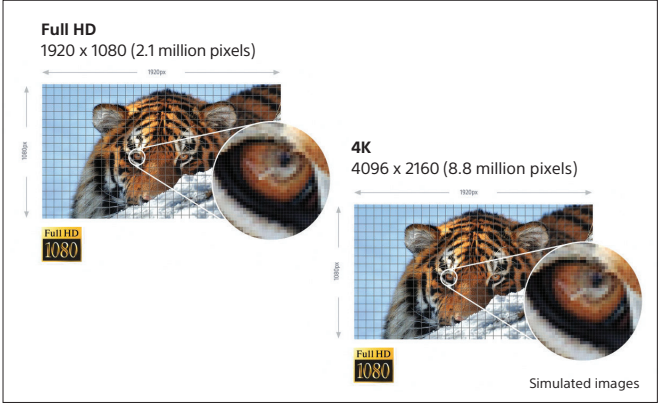 Full HD
1920 x 1080 (2.1 million pixels)
1920px
1080px
Full HD
1080
4K
4096 x 2160 (8.8 million pixels)
1920px
1080px
Full HD
1080
Simulated images